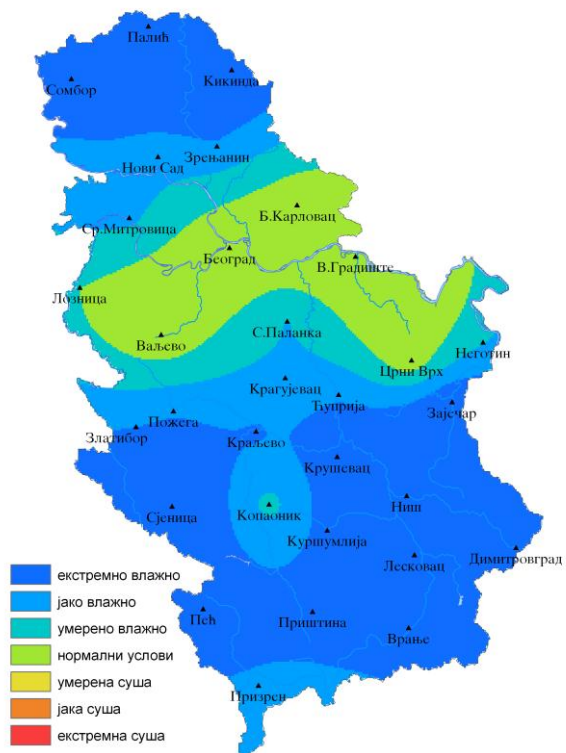 Палић
Сомбор
Кикинда
Зрењанин
Нови Сад
Б.Карловац
Ср.Митровица
Београд
В.Градиште
Лозница
С.Паланка
Ваљево
Неготин
Црни Врх
Крагујевац
Ћуприја
Зајечар
Пожега
Златибор
Краљево
Крушевац
Ниш
Сјеница
Копаоник
Куршумлија
Димитровград
Лесковац
екстремно влажно
јако влажно
Пећ
Приштина
умерено влажно
Врање
нормални услови
умерена суша
Призрен
јака суша
екстремна суша